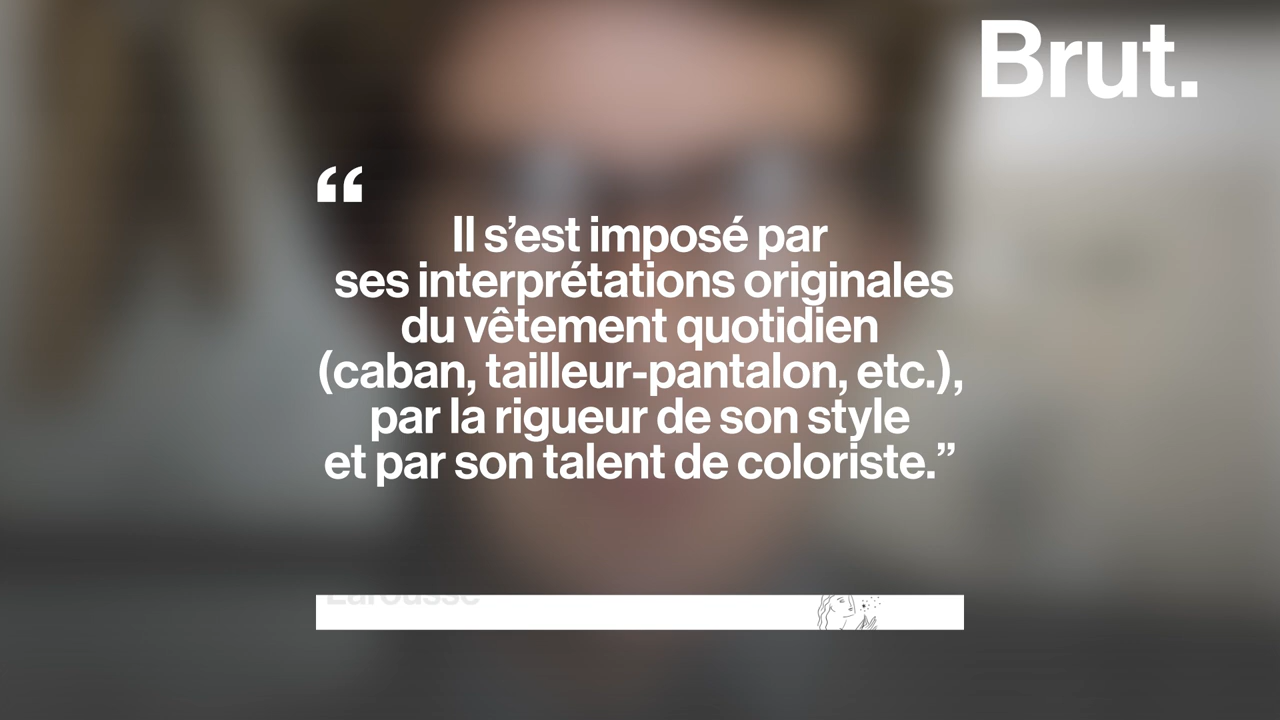 Brut.
“
Il s’est imposé par
ses interprétations originales
du vêtement quotidien
(caban, tailleur-pantalon, etc.),
par la rigueur de son style
et par son talent de coloriste.”
Larousse